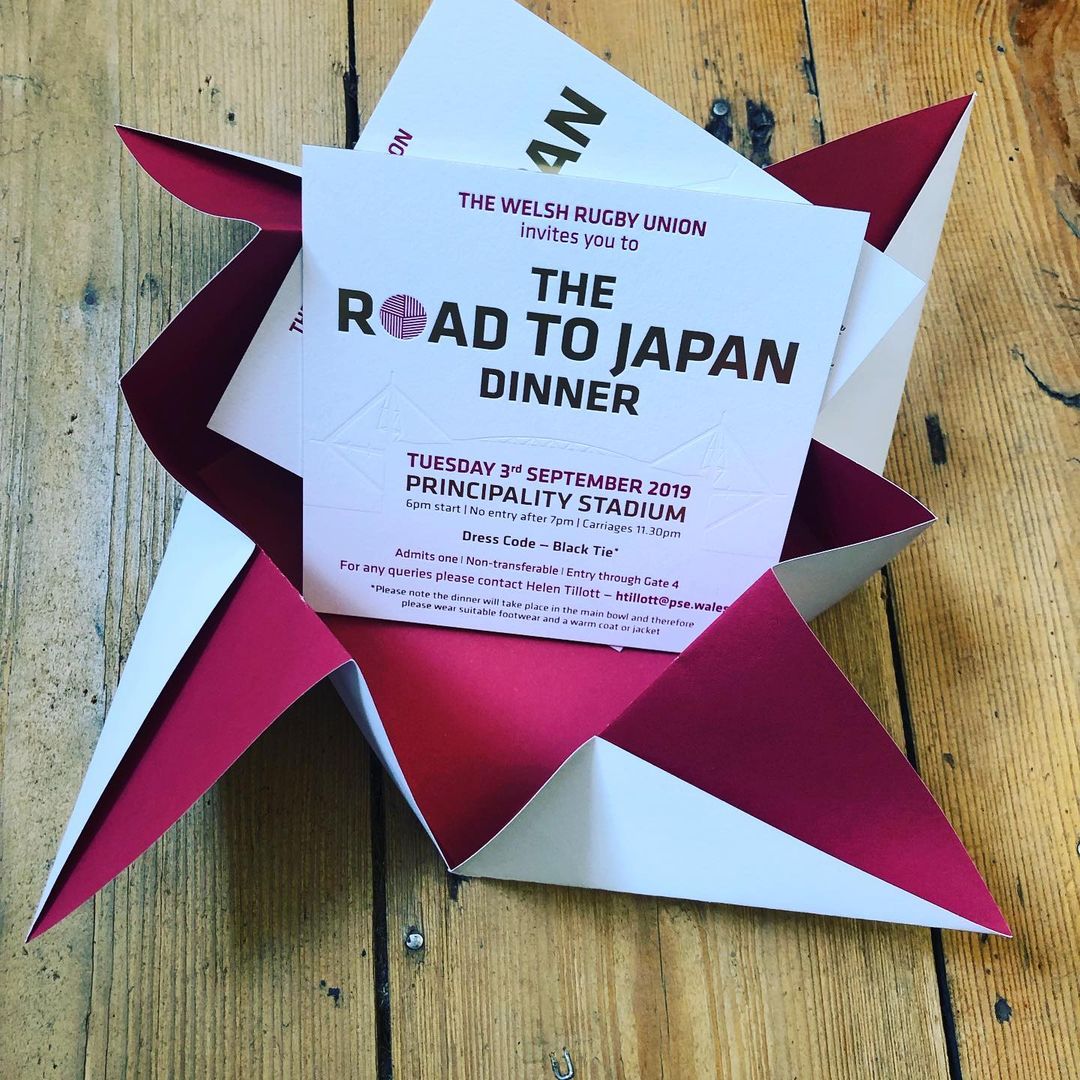 THE WELSH RUGBY UNION
invites you to
THE
ROAD TO JAPAN
DINNER
TUESDAY 3rd SEPTEMBER 2019
PRINCIPALITY STADIUM
6pm start | No entry after 7pm | Carriages 11.30pm
Dress Code – Black Tie*
Admits one | Non-transferable | Entry through Gate 4
For any queries please contact Helen Tillott – htillott@pse.wales
*Please note the dinner will take place in the main bowl and therefore
please wear suitable footwear and a warm coat or jacket